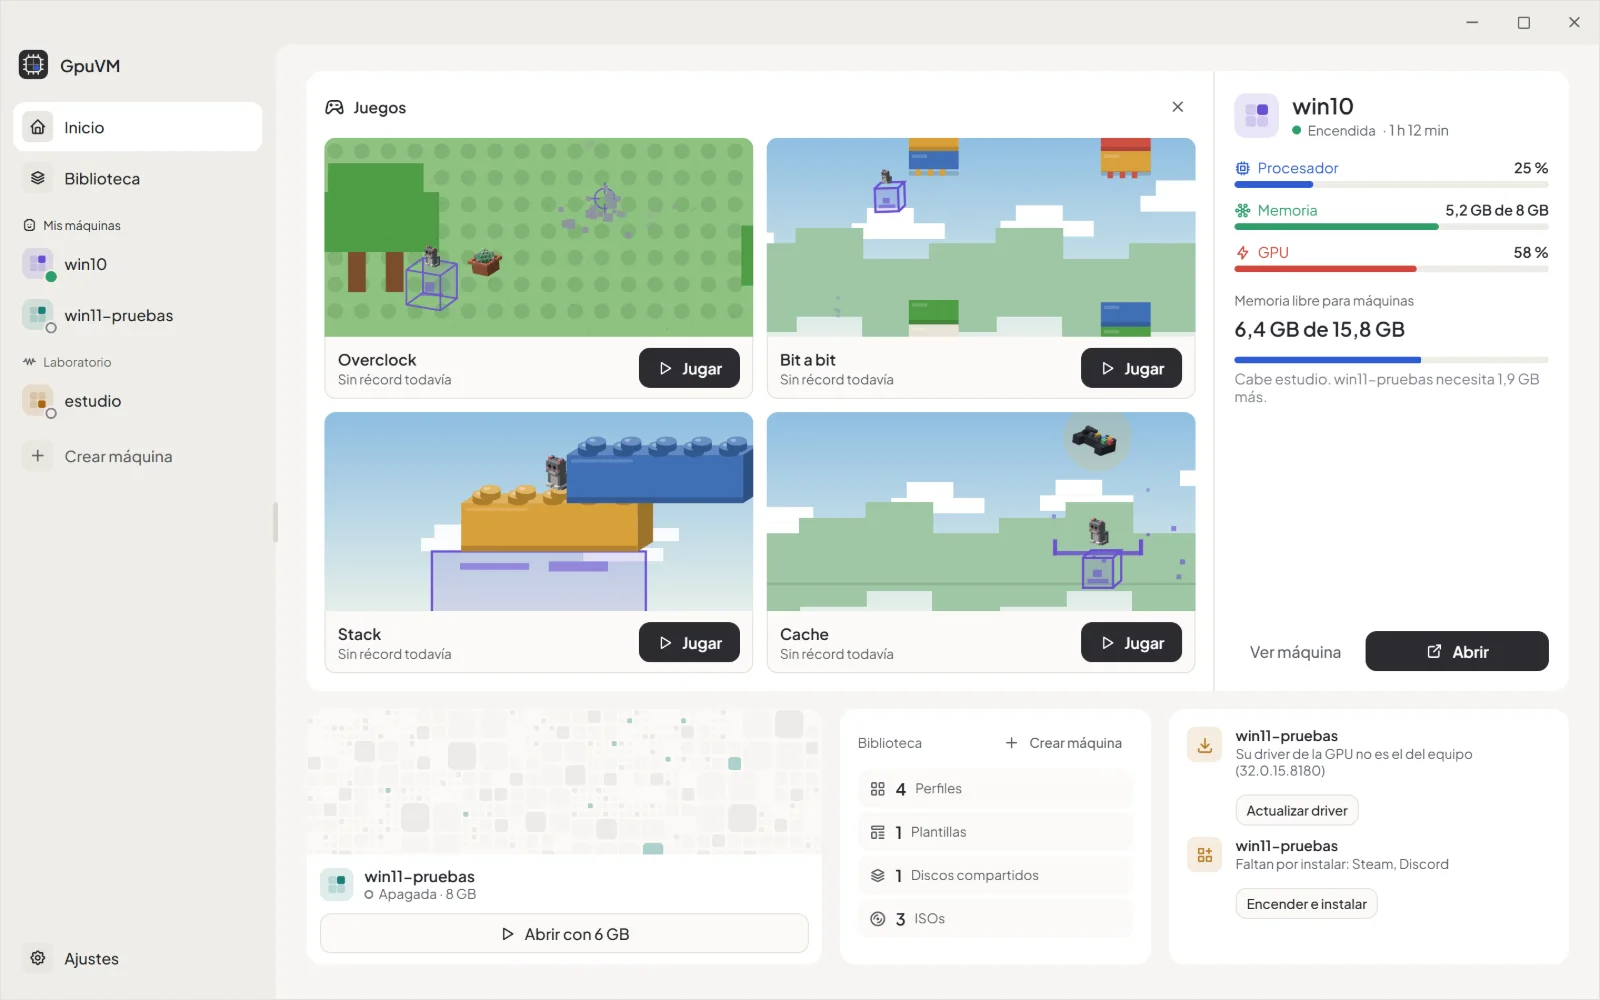 GpuVM
Inicio
Biblioteca
Mis máquinas
win10
win11-pruebas
Laboratorio
estudio
Crear máquina
Ajustes
Juegos
Overclock
Sin récord todavía
Jugar
Bit a bit
Sin récord todavía
Jugar
Stack
Sin récord todavía
Jugar
Cache
Sin récord todavía
Jugar
win10
Encendida · 1 h 12 min
Procesador 25 %
Memoria 5,2 GB de 8 GB
GPU 58 %
Memoria libre para máquinas
6,4 GB de 15,8 GB
Cabe estudio. win11-pruebas necesita 1,9 GB
más.
Ver máquina
Abrir
win11-pruebas
Apagada · 8 GB
Abrir con 6 GB
Biblioteca
Crear máquina
4 Perfiles
1 Plantillas
1 Discos compartidos
3 ISOs
win11-pruebas
Su driver de la GPU no es el del equipo
(32.0.15.8180)
Actualizar driver
win11-pruebas
Faltan por instalar: Steam, Discord
Encender e instalar